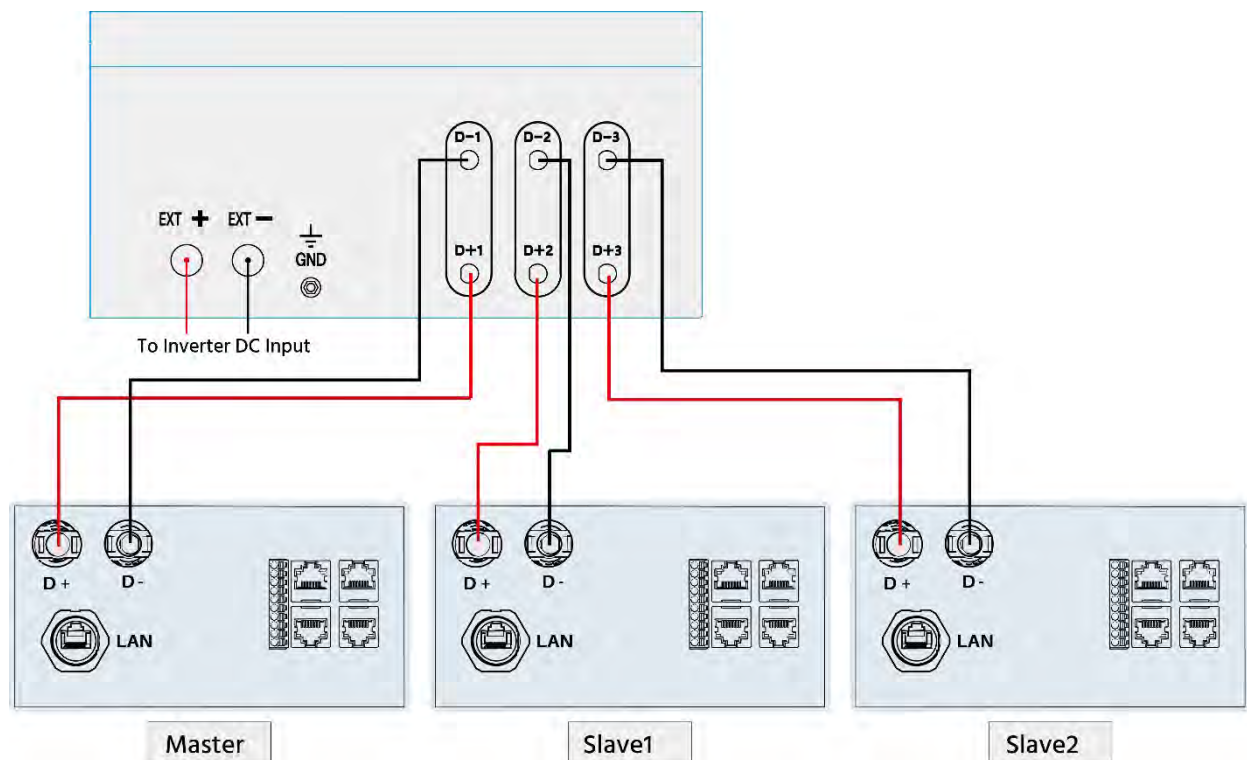 D-1 D-2 D-3
EXT + EXT -
GND
D+1 D+2 D+3
To Inverter DC Input
D + D - D + D - D + D -
LAN LAN LAN
Master Slave1 Slave2